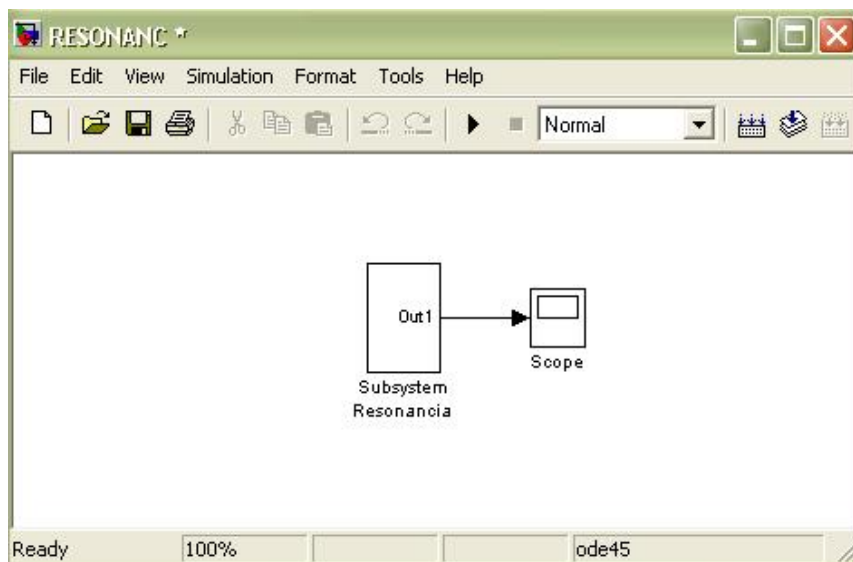 RESONANC *
File Edit View Simulation Format Tools Help
Normal
Out1
Subsystem
Resonancia
Scope
Ready 100% ode45